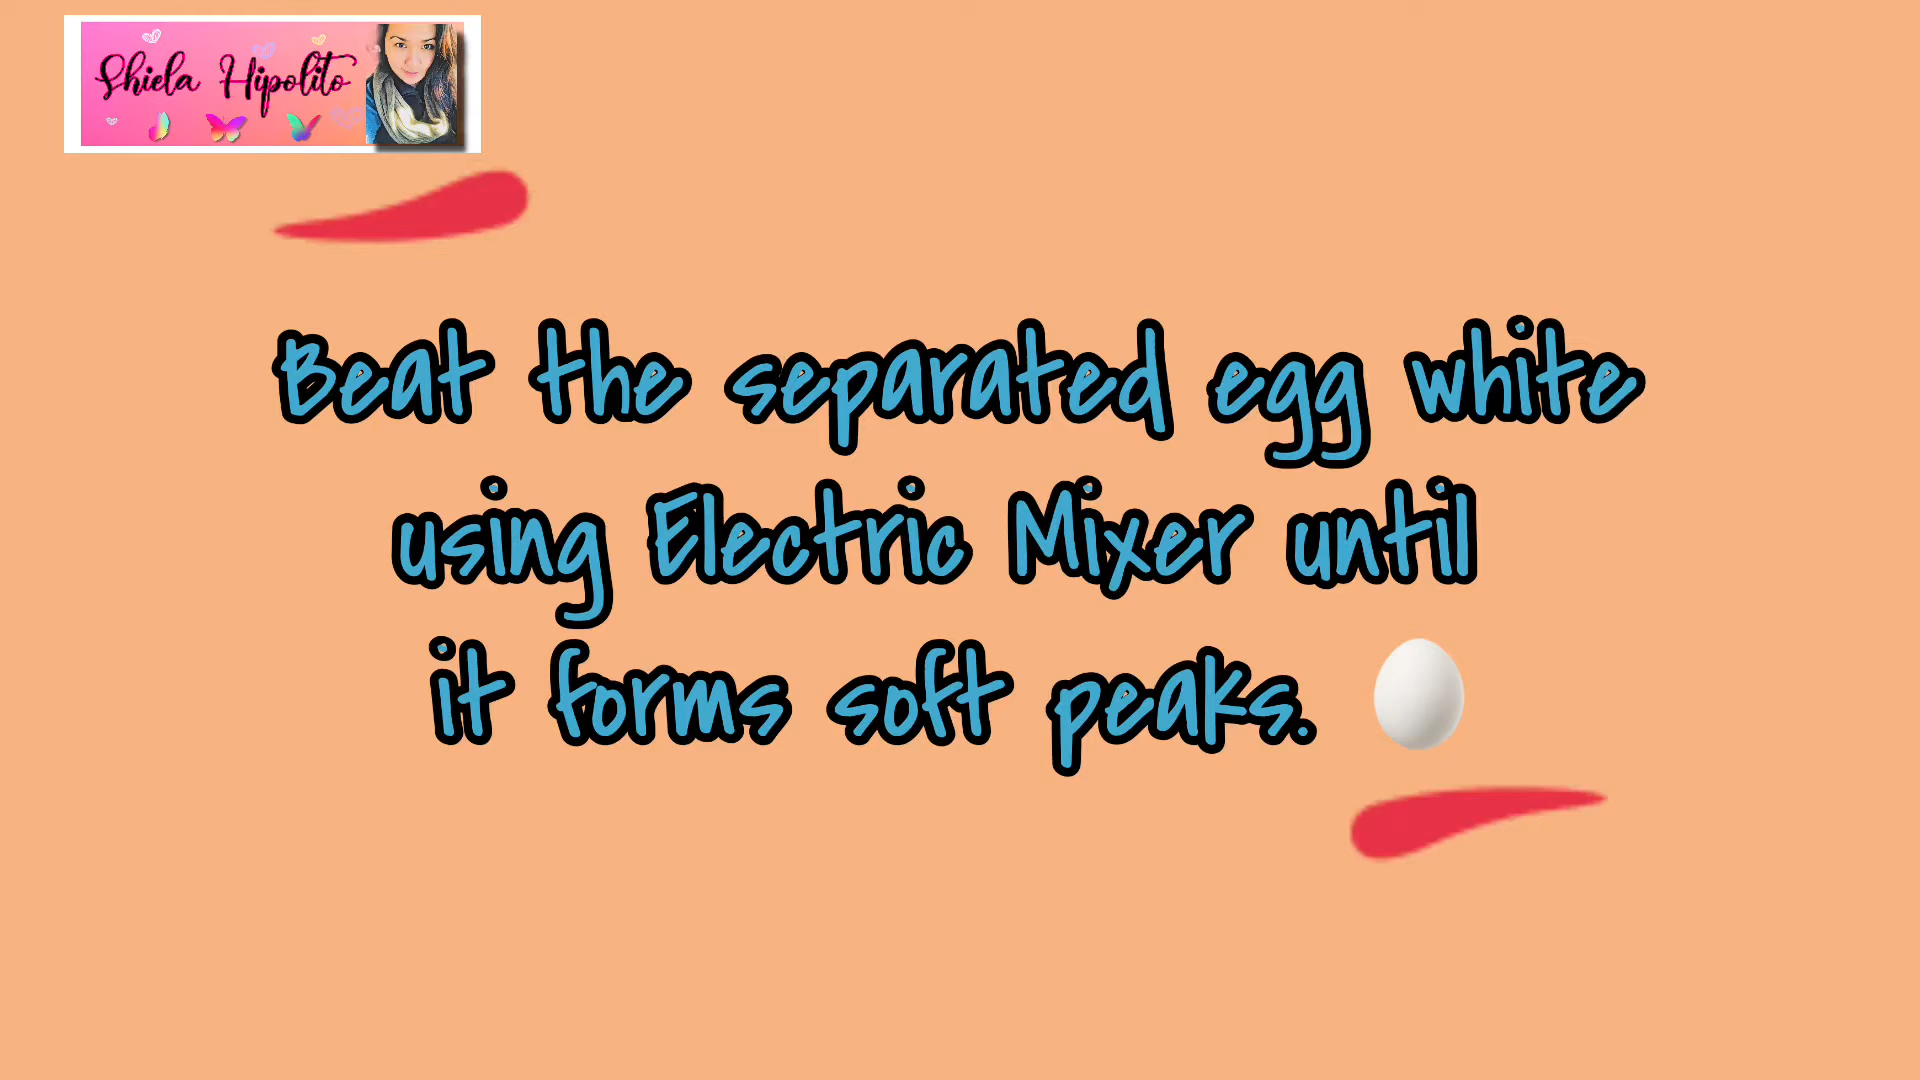 Shiela Hipolito
Beat the separated egg white
using Electric Mixer until
it forms soft peaks.